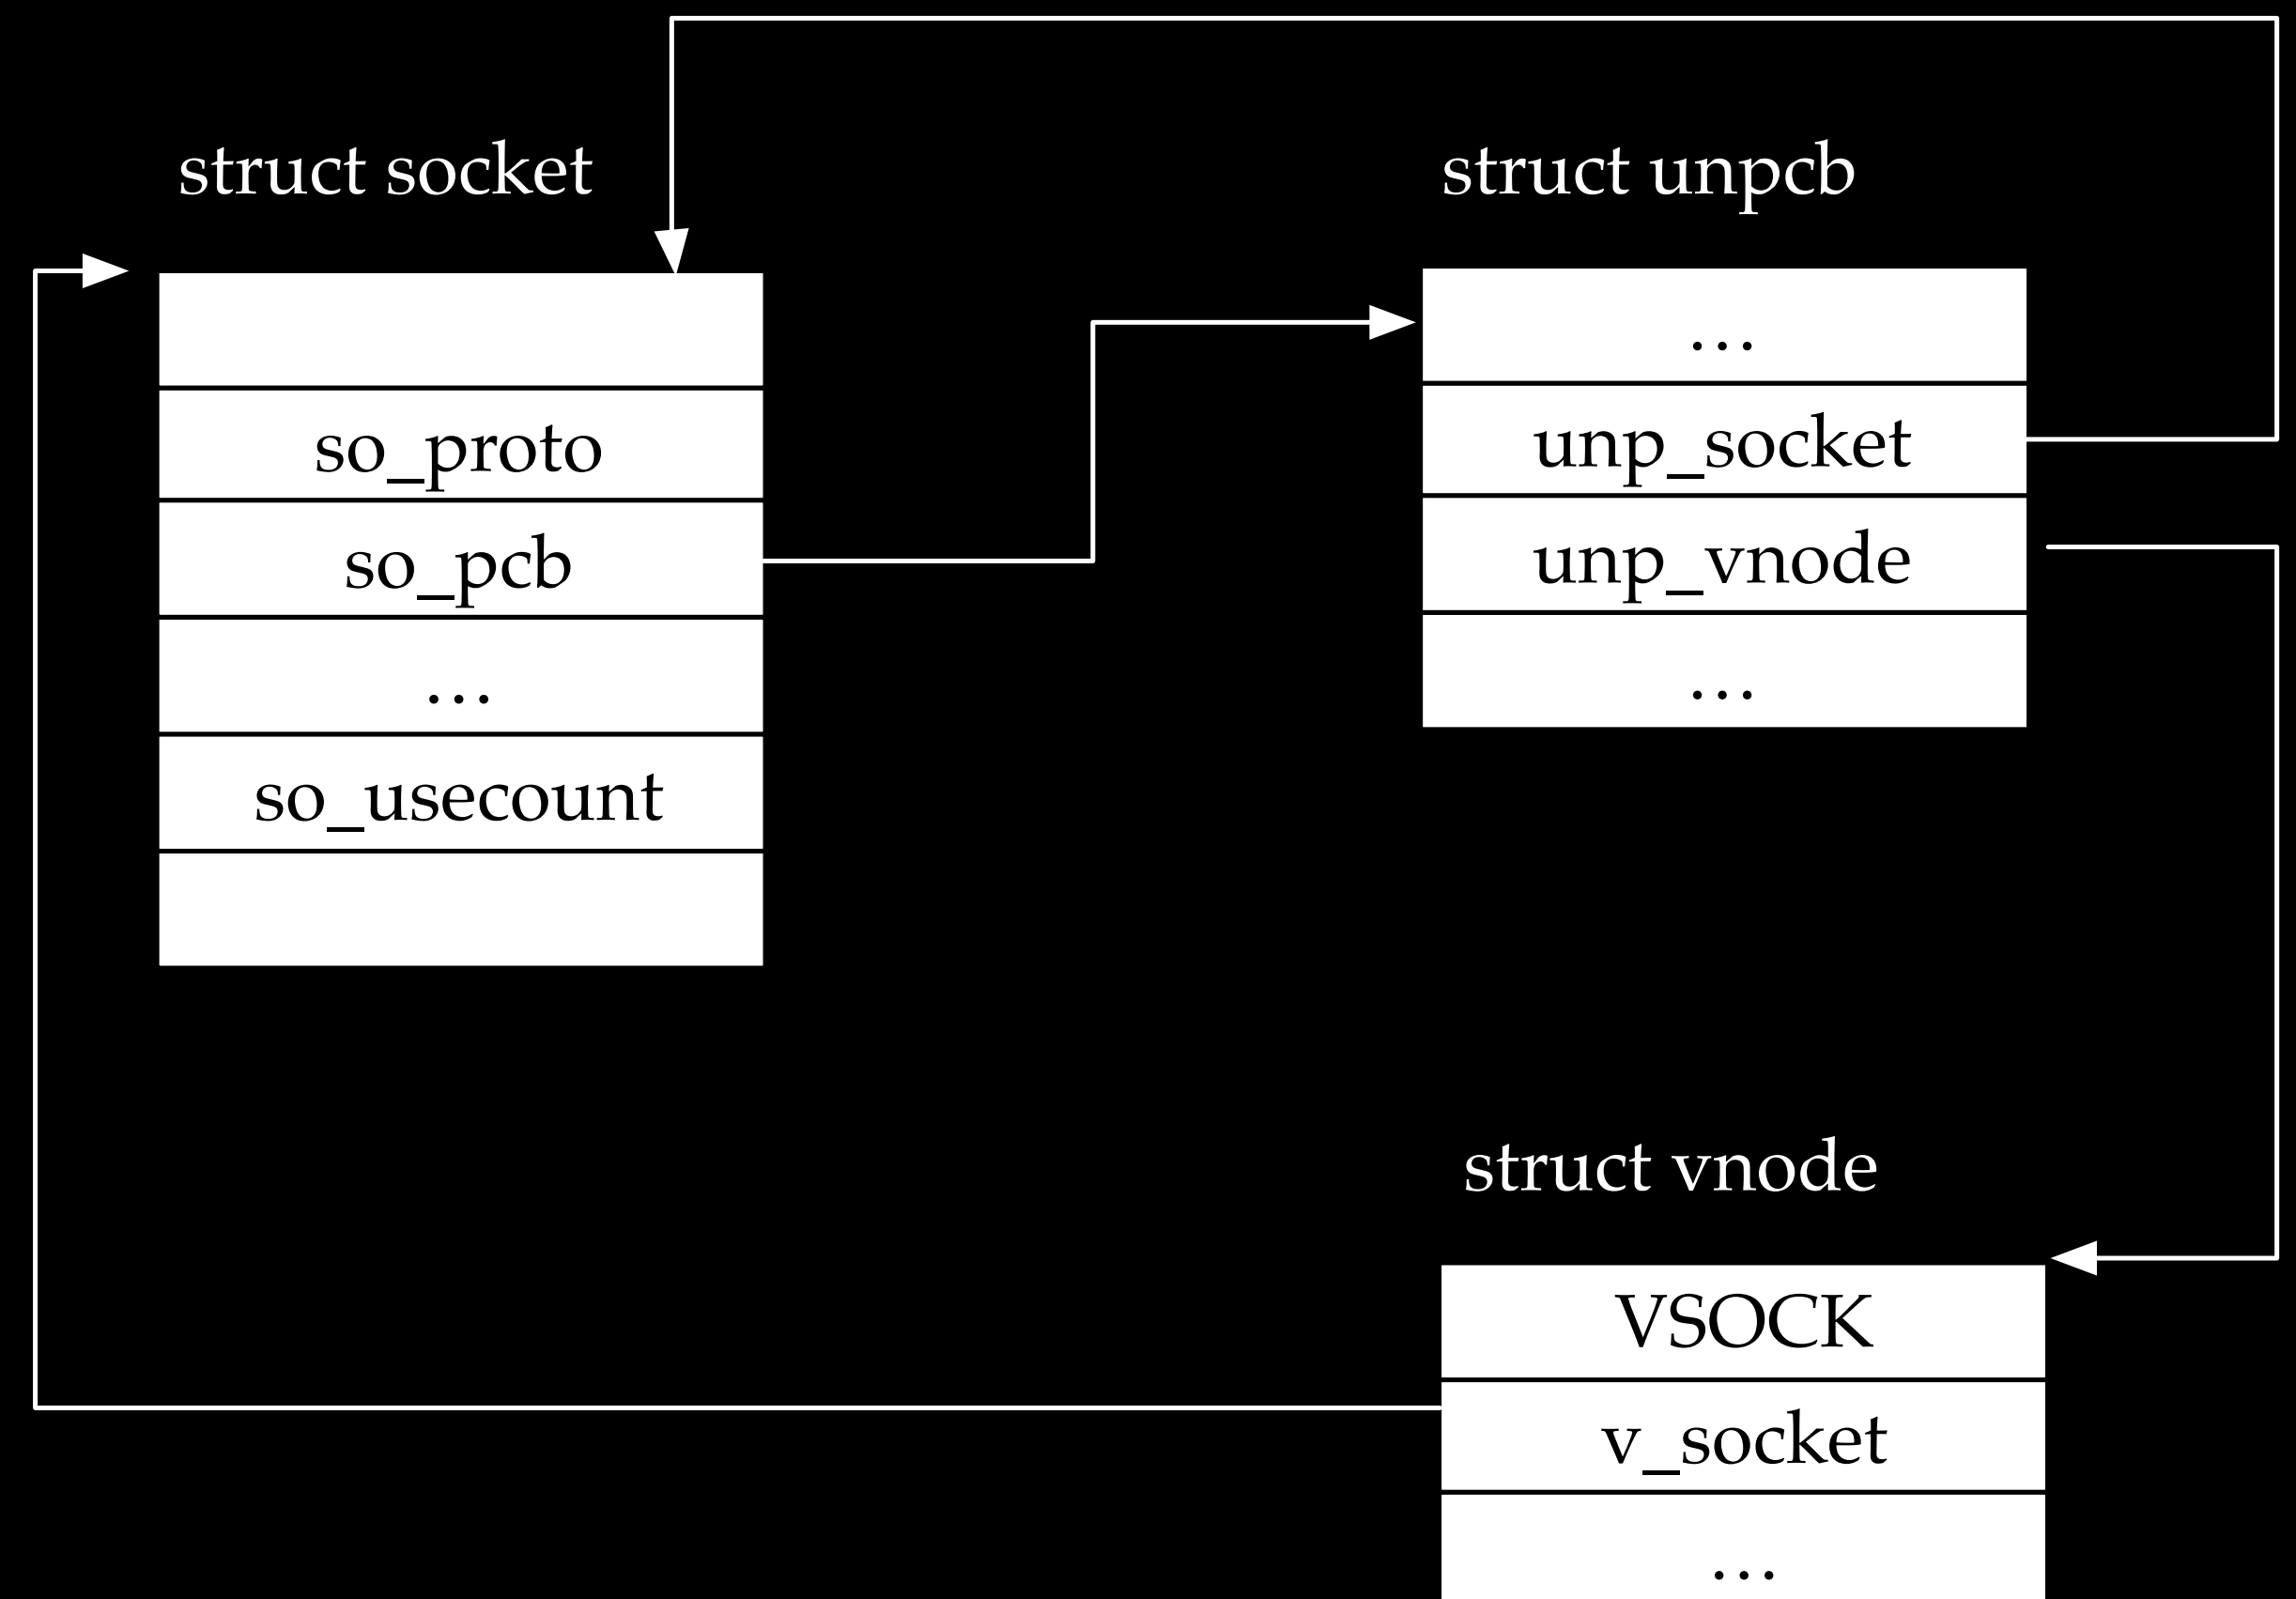 struct socket
so_proto
so_pcb
...
so_usecount
struct unpcb
...
unp_socket
unp_vnode
...
struct vnode
VSOCK
v_socket
...